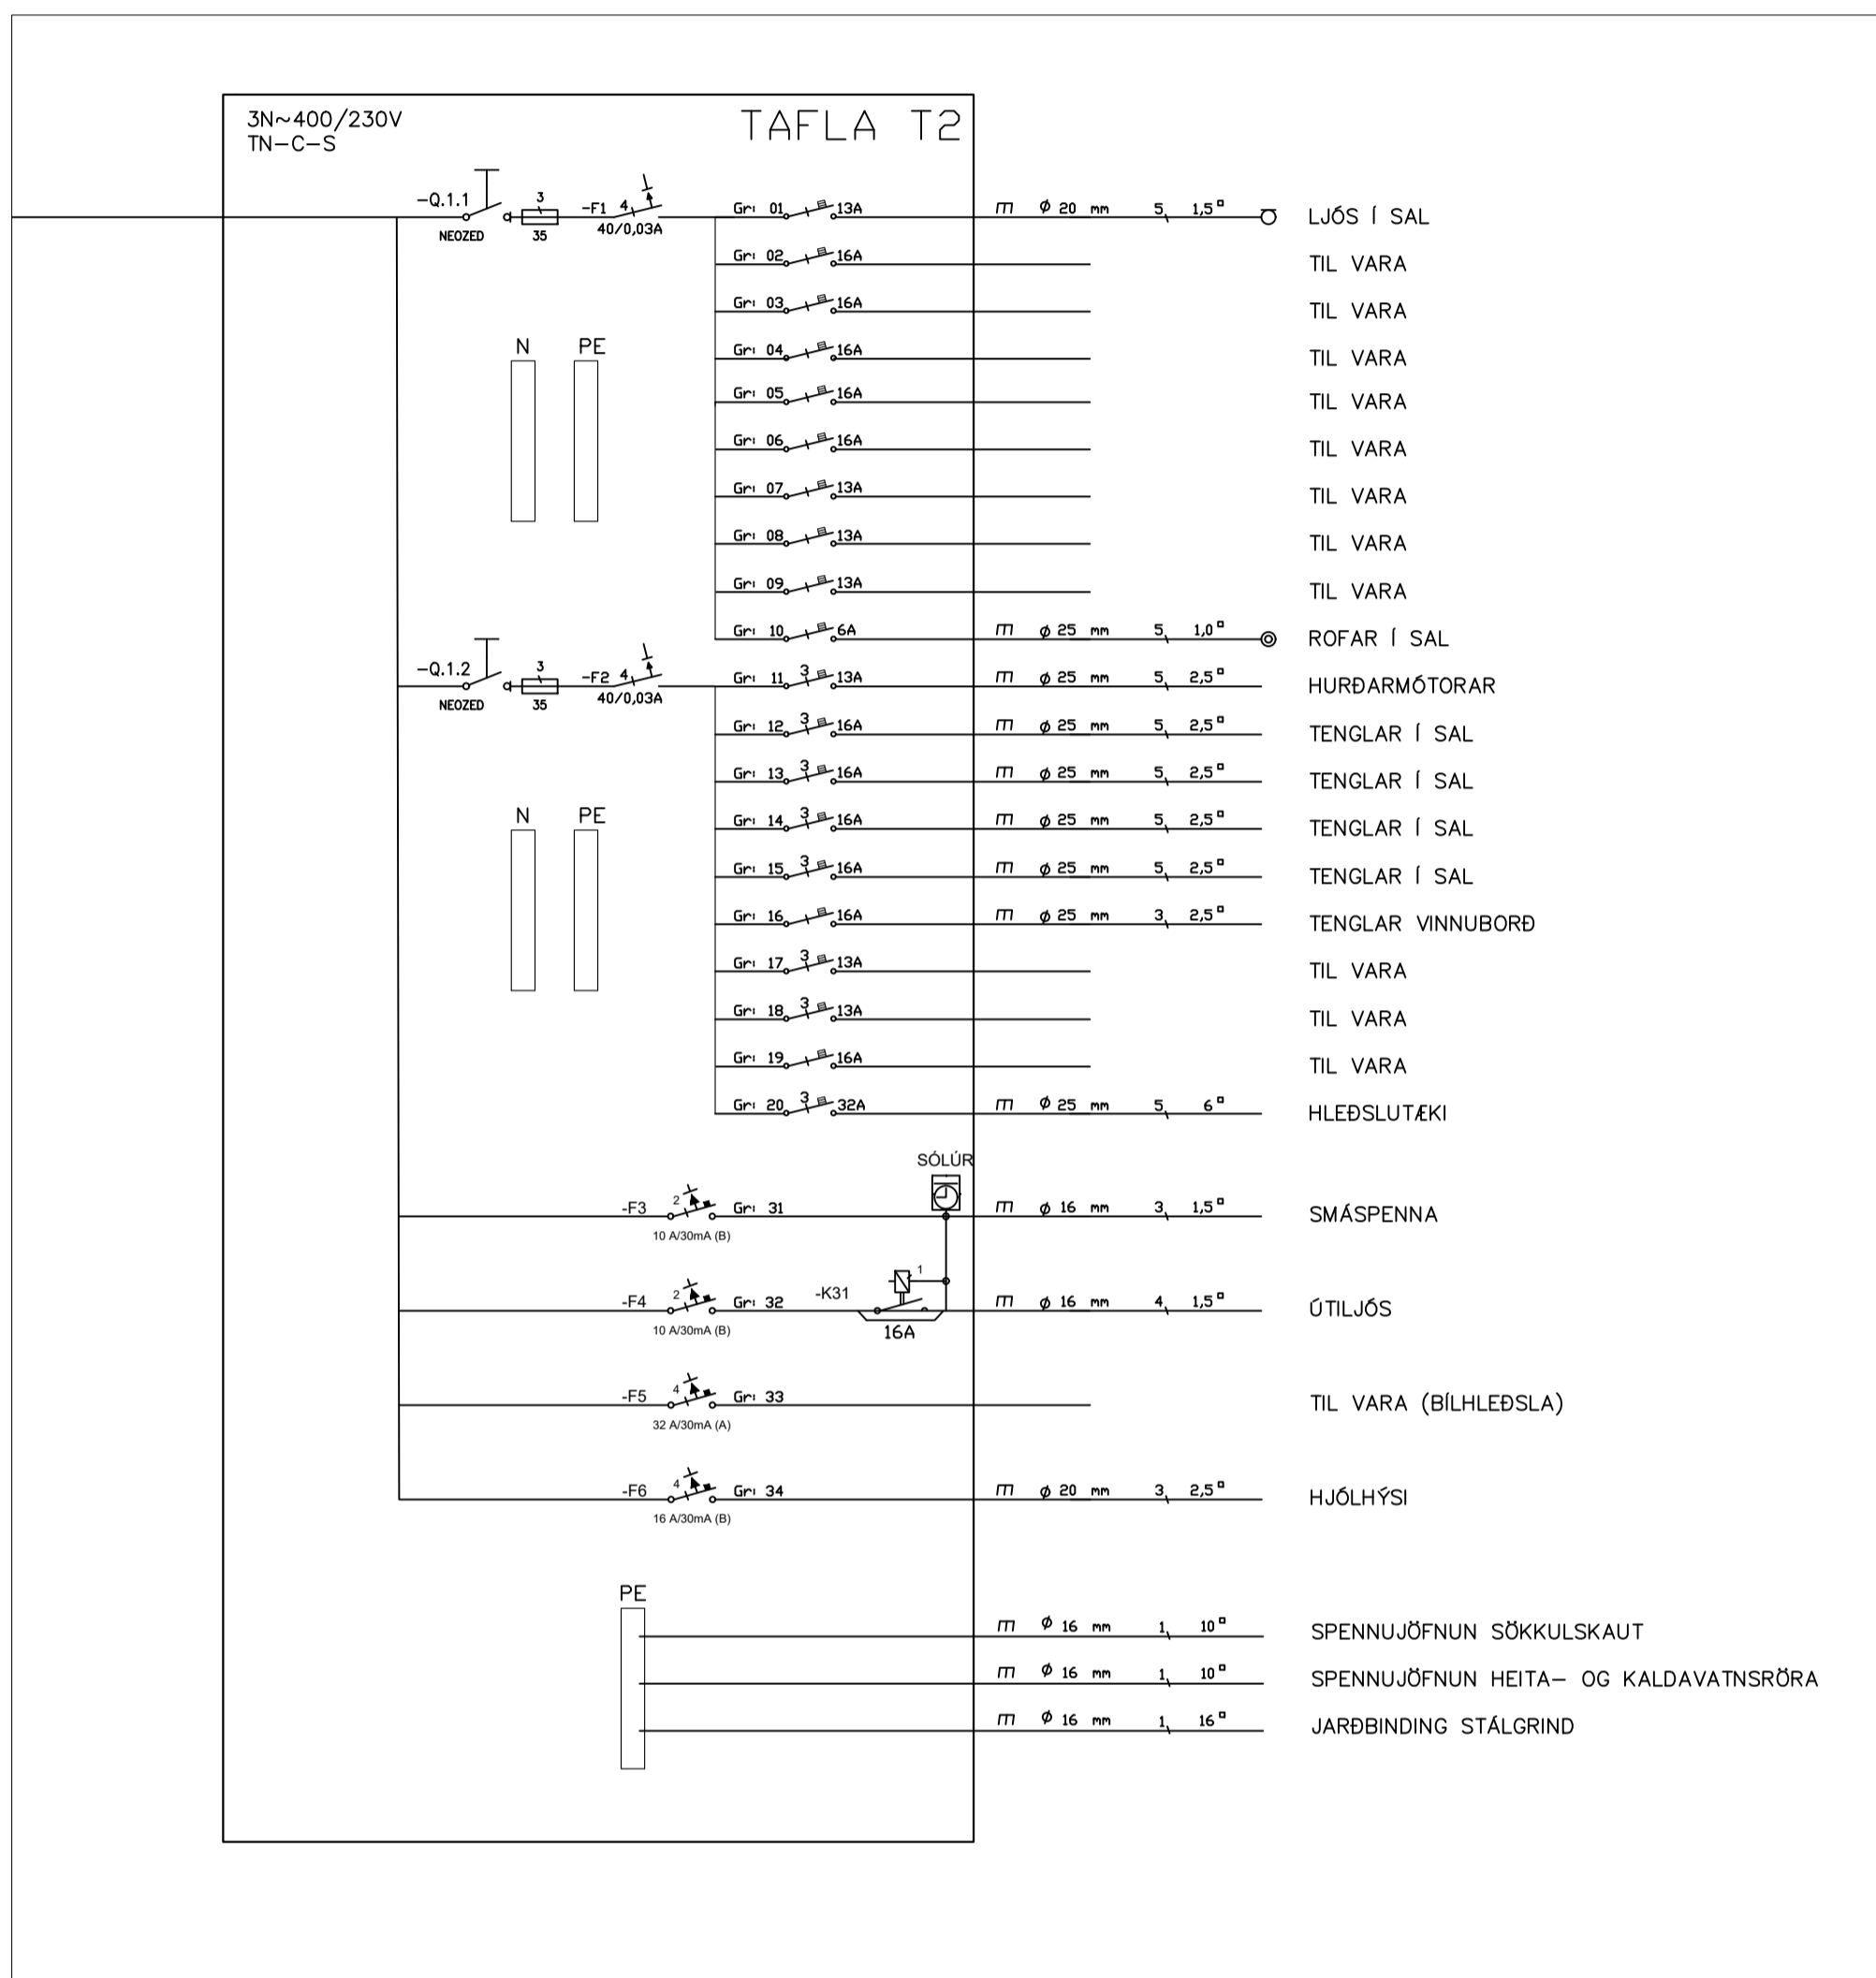 3N~400/230V
TN-C-S
TAFLA T2
-Q.1.1 3 -F1 4 Gr: 01 13A ø 20 mm 5 1,5 LJÓS Í SAL
NEOZED 35 40/0,03A
Gr: 02 16A TIL VARA
Gr: 03 16A TIL VARA
N PE Gr: 04 16A TIL VARA
Gr: 05 16A TIL VARA
Gr: 06 16A TIL VARA
Gr: 07 13A TIL VARA
Gr: 08 13A TIL VARA
Gr: 09 13A TIL VARA
Gr: 10 6A ø 25 mm 5 1,0 ROFAR Í SAL
-Q.1.2 3 -F2 4 Gr: 11 3 13A ø 25 mm 5 2,5 HURÐARMÓTORAR
NEOZED 35 40/0,03A
Gr: 12 3 16A ø 25 mm 5 2,5 TENGLAR Í SAL
Gr: 13 3 16A ø 25 mm 5 2,5 TENGLAR Í SAL
N PE Gr: 14 3 16A ø 25 mm 5 2,5 TENGLAR Í SAL
Gr: 15 3 16A ø 25 mm 5 2,5 TENGLAR Í SAL
Gr: 16 16A ø 25 mm 3 2,5 TENGLAR VINNUBORÐ
Gr: 17 3 13A TIL VARA
Gr: 18 3 13A TIL VARA
Gr: 19 16A TIL VARA
Gr: 20 3 32A ø 25 mm 5 6 HLEÐSLUTÆKI
SÓLÚR
-F3 2 Gr: 31 ø 16 mm 3 1,5 SMÁSPENNA
10 A/30mA (B)
-F4 2 Gr: 32 -K31 1 ø 16 mm 4 1,5 ÚTILJÓS
10 A/30mA (B) 16A
-F5 4 Gr: 33 TIL VARA (BÍLHLEÐSLA)
32 A/30mA (A)
-F6 4 Gr: 34 ø 20 mm 3 2,5 HJÓLHÝSI
16 A/30mA (B)
PE
ø 16 mm 1 10 SPENNUJÖFNUN SÖKKULSKAUT
ø 16 mm 1 10 SPENNUJÖFNUN HEITA- OG KALDAVATNSRÖRA
ø 16 mm 1 16 JARÐBINDING STÁLGRIND